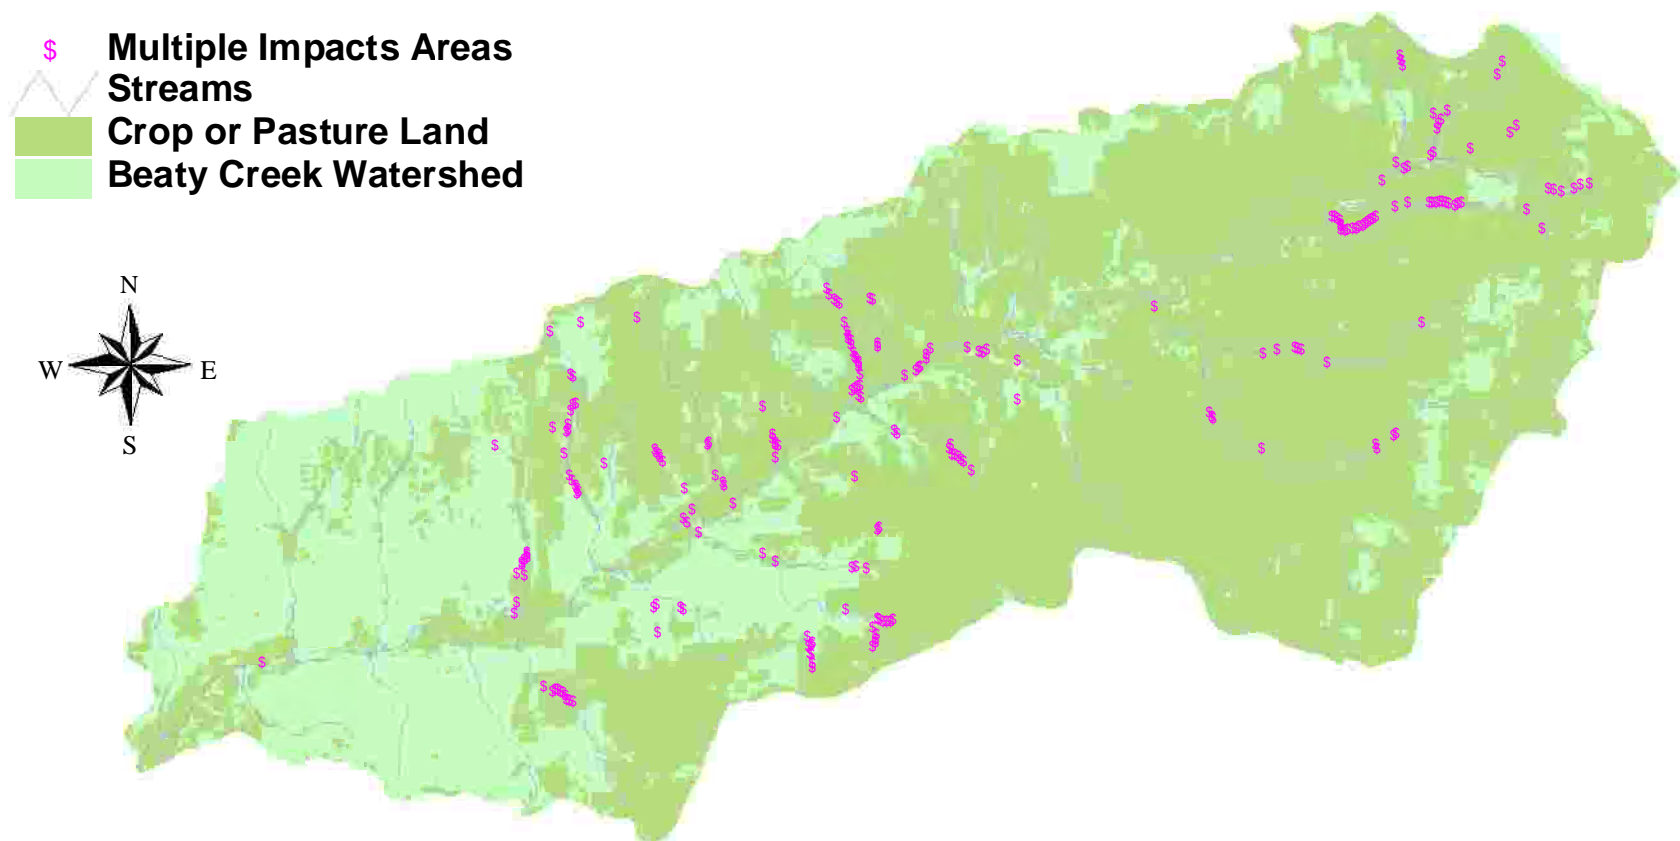 $ Multiple Impacts Areas
Streams
Crop or Pasture Land
Beaty Creek Watershed
N
W E
S